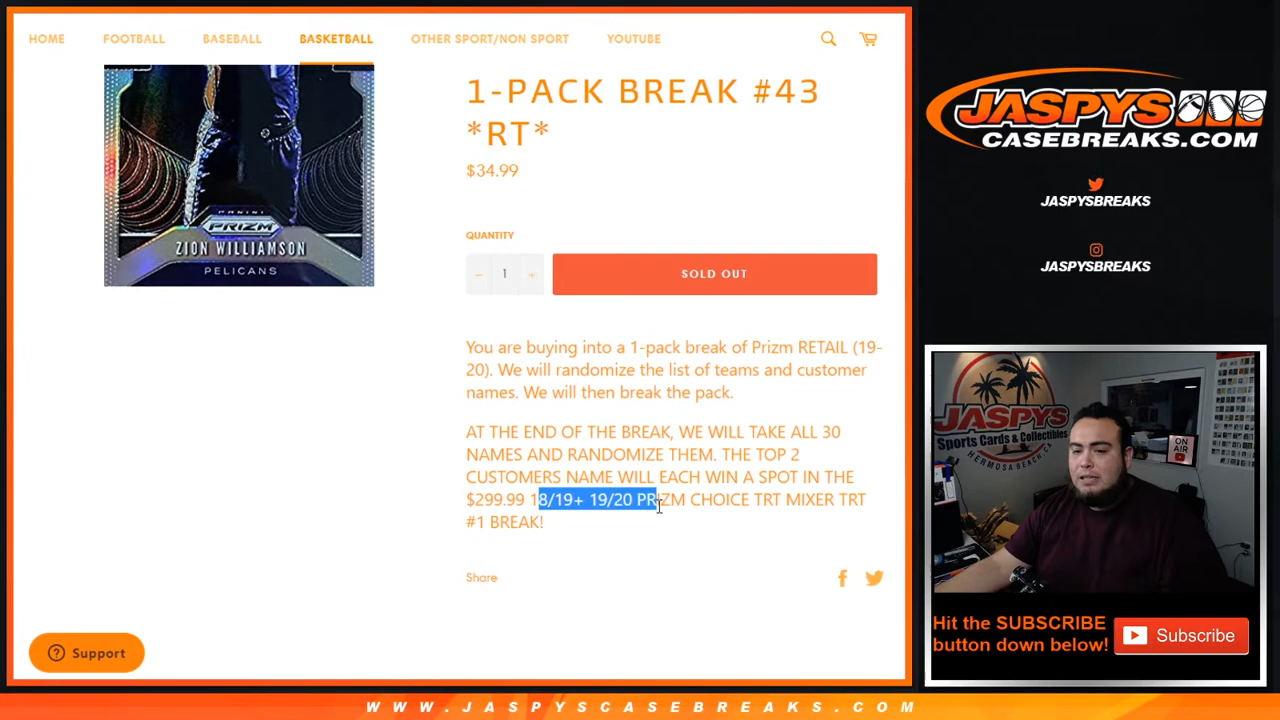 HOME FOOTBALL BASEBALL BASKETBALL OTHER SPORT/NON SPORT YOUTUBE
PANINI
PRIZM
ZION WILLIAMSON
PELICANS
1-PACK BREAK #43
*RT*
$34.99
QUANTITY
− 1 + SOLD OUT
You are buying into a 1-pack break of Prizm RETAIL (19-
20). We will randomize the list of teams and customer
names. We will then break the pack.
AT THE END OF THE BREAK, WE WILL TAKE ALL 30
NAMES AND RANDOMIZE THEM. THE TOP 2
CUSTOMERS NAME WILL EACH WIN A SPOT IN THE
$299.99 18/19+ 19/20 PRIZM CHOICE TRT MIXER TRT
#1 BREAK!
Share
Support
JASPYS
CASEBREAKS.COM
JASPYSBREAKS
JASPYSBREAKS
JASPYS
Sports Cards & Collectibles
HERMOSA BEACH
ON
AIR
Hit the SUBSCRIBE
button down below!
Subscribe
WWW.JASPYSCASEBREAKS.COM